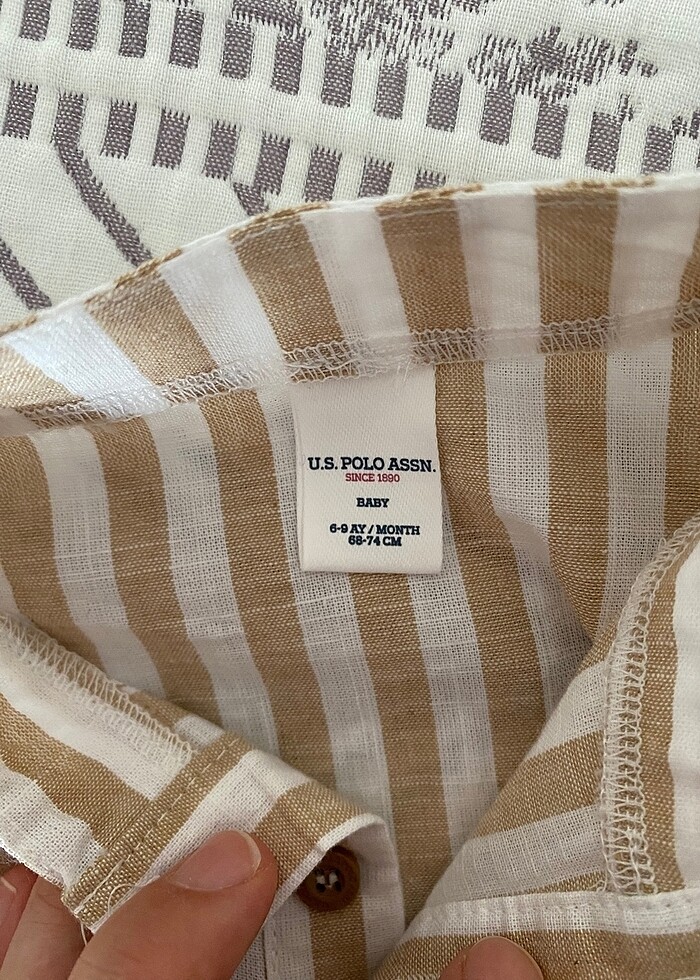 U.S. POLO ASSN.
SINCE 1890
BABY
6-9 AY / MONTH
68-74 CM